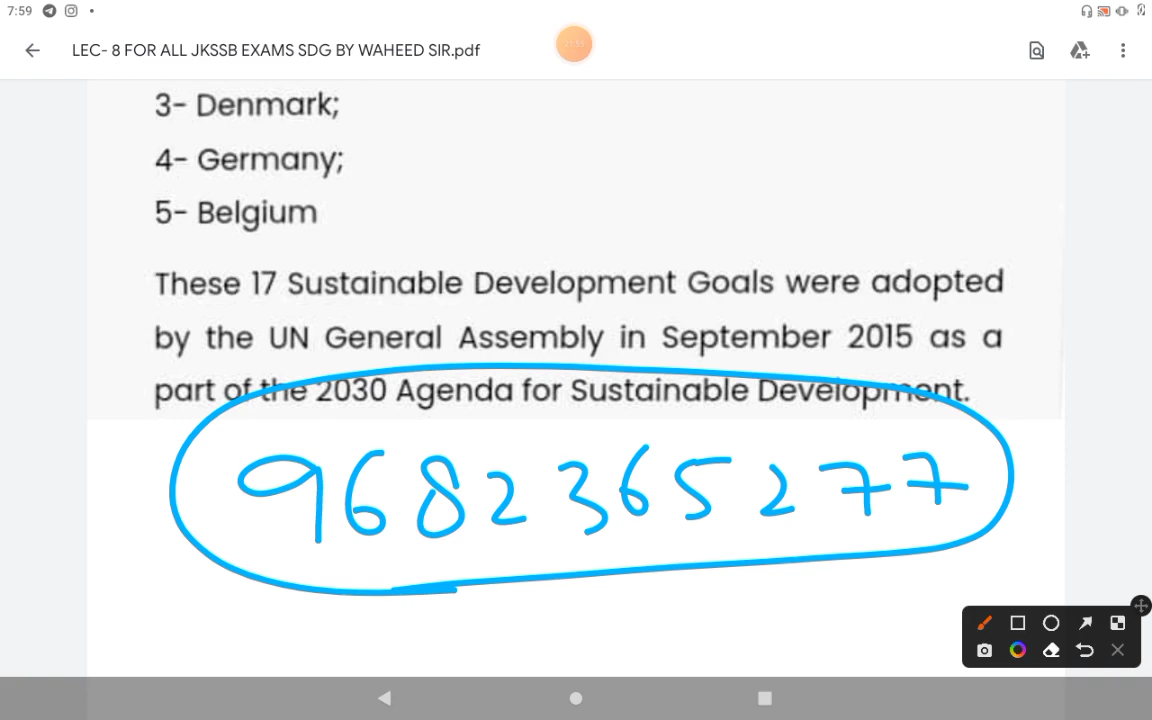 7:59
LEC- 8 FOR ALL JKSSB EXAMS SDG BY WAHEED SIR.pdf
3- Denmark;
4- Germany;
5- Belgium
These 17 Sustainable Development Goals were adopted
by the UN General Assembly in September 2015 as a
part of the 2030 Agenda for Sustainable Development.
9682365277